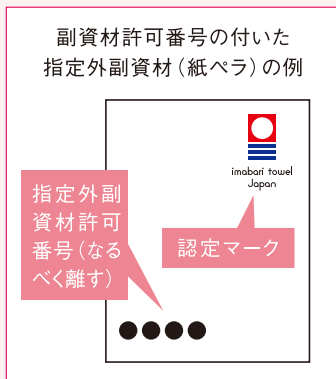 副資材許可番号の付いた
指定外副資材（紙ペラ）の例
imabari towel
Japan
指定外副
資材許可
番号（なる
べく離す）
認定マーク
●●●●